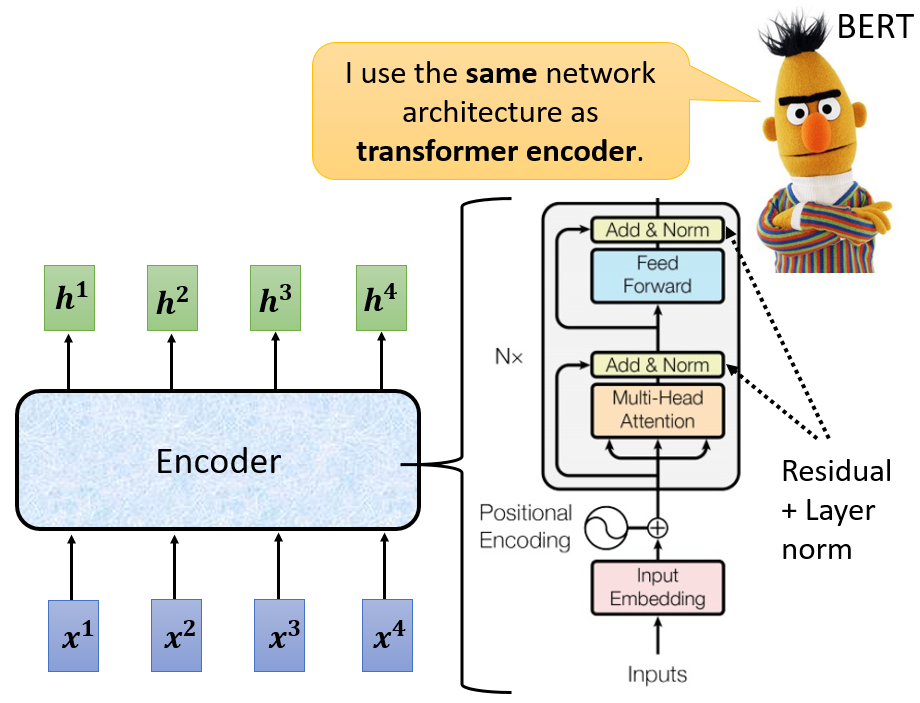 BERT
I use the same network
architecture as
transformer encoder.
h¹
h²
h³
h⁴
Encoder
x¹
x²
x³
x⁴
Add & Norm
Feed
Forward
N×
Add & Norm
Multi-Head
Attention
Positional
Encoding
Input
Embedding
Inputs
Residual
+ Layer
norm